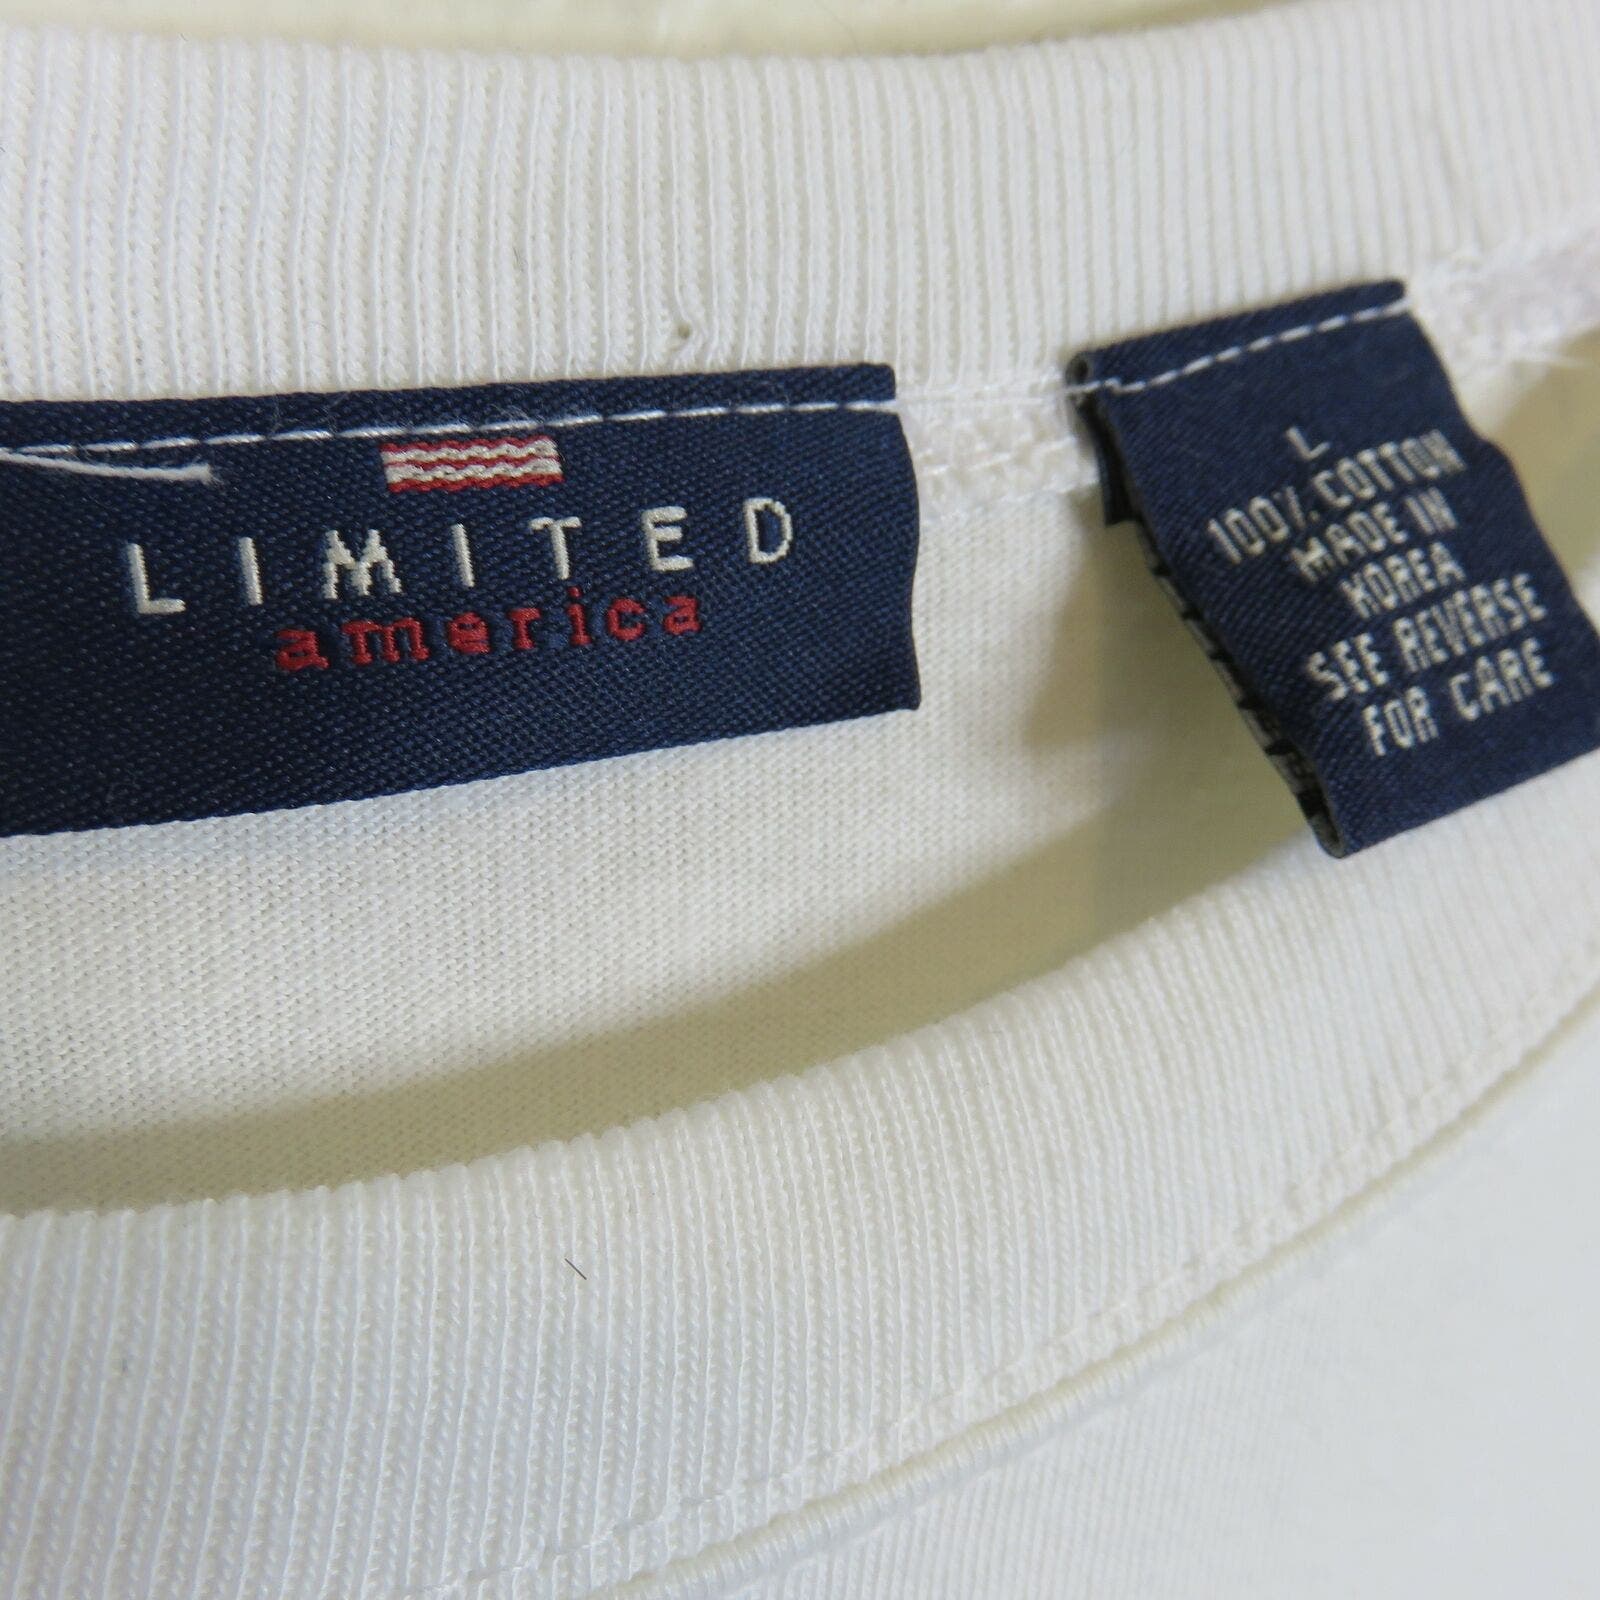 LIMITED
america
L
100% COTTON
MADE IN
KOREA
SEE REVERSE
FOR CARE